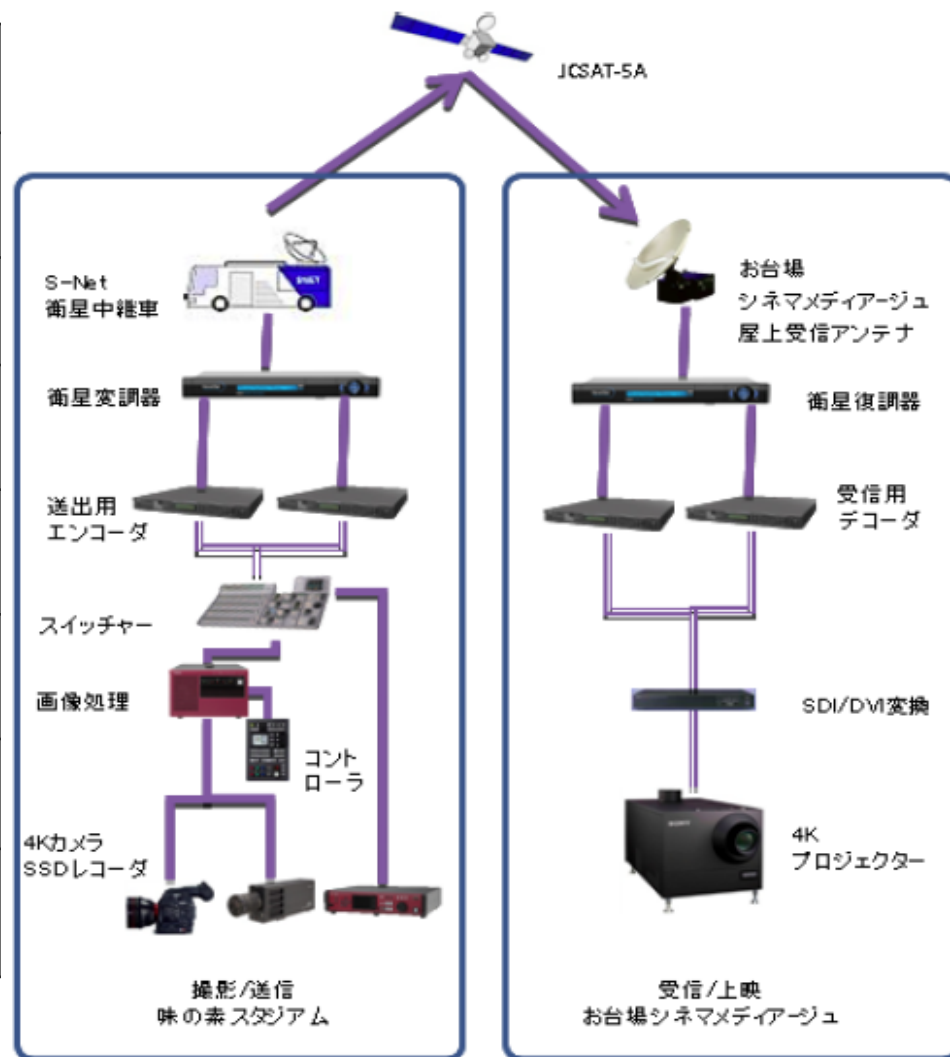 JCSAT-5A
S-Net
衛星中継車
SNET
衛星変調器
送出用
エンコーダ
スイッチャー
画像処理
コント
ローラ
4Kカメラ
SSDレコーダ
撮影/送信
味の素スタジアム
お台場
シネマメディアージュ
屋上受信アンテナ
衛星復調器
受信用
デコーダ
SDI/DVI変換
4K
プロジェクター
SONY
受信/上映
お台場シネマメディアージュ